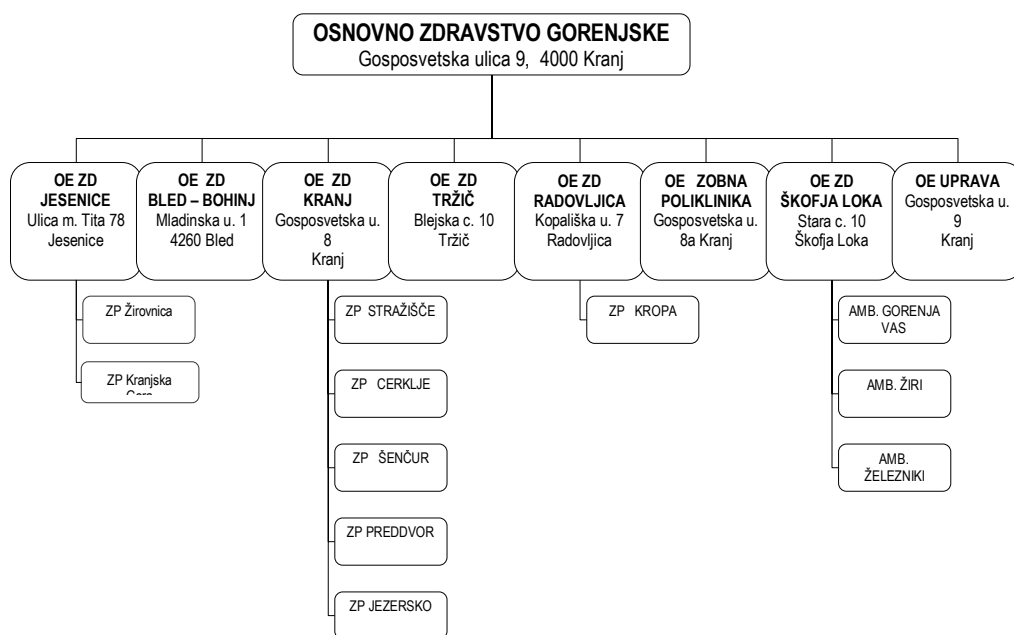 OSNOVNO ZDRAVSTVO GORENJSKE
Gosposvetska ulica 9, 4000 Kranj
OE ZD
JESENICE
Ulica m. Tita 78
Jesenice
OE ZD
BLED – BOHINJ
Mladinska u. 1
4260 Bled
OE ZD
KRANJ
Gosposvetska u.
8
Kranj
OE ZD
TRŽIČ
Blejska c. 10
Tržič
OE ZD
RADOVLJICA
Kopališka u. 7
Radovljica
OE ZOBNA
POLIKLINIKA
Gosposvetska u.
8a Kranj
OE ZD
ŠKOFJA LOKA
Stara c. 10
Škofja Loka
OE UPRAVA
Gosposvetska u.
9
Kranj
ZP Žirovnica
ZP Kranjska
Gora
ZP STRAŽIŠČE
ZP CERKLJE
ZP ŠENČUR
ZP PREDDVOR
ZP JEZERSKO
ZP KROPA
AMB. GORENJA
VAS
AMB. ŽIRI
AMB.
ŽELEZNIKI